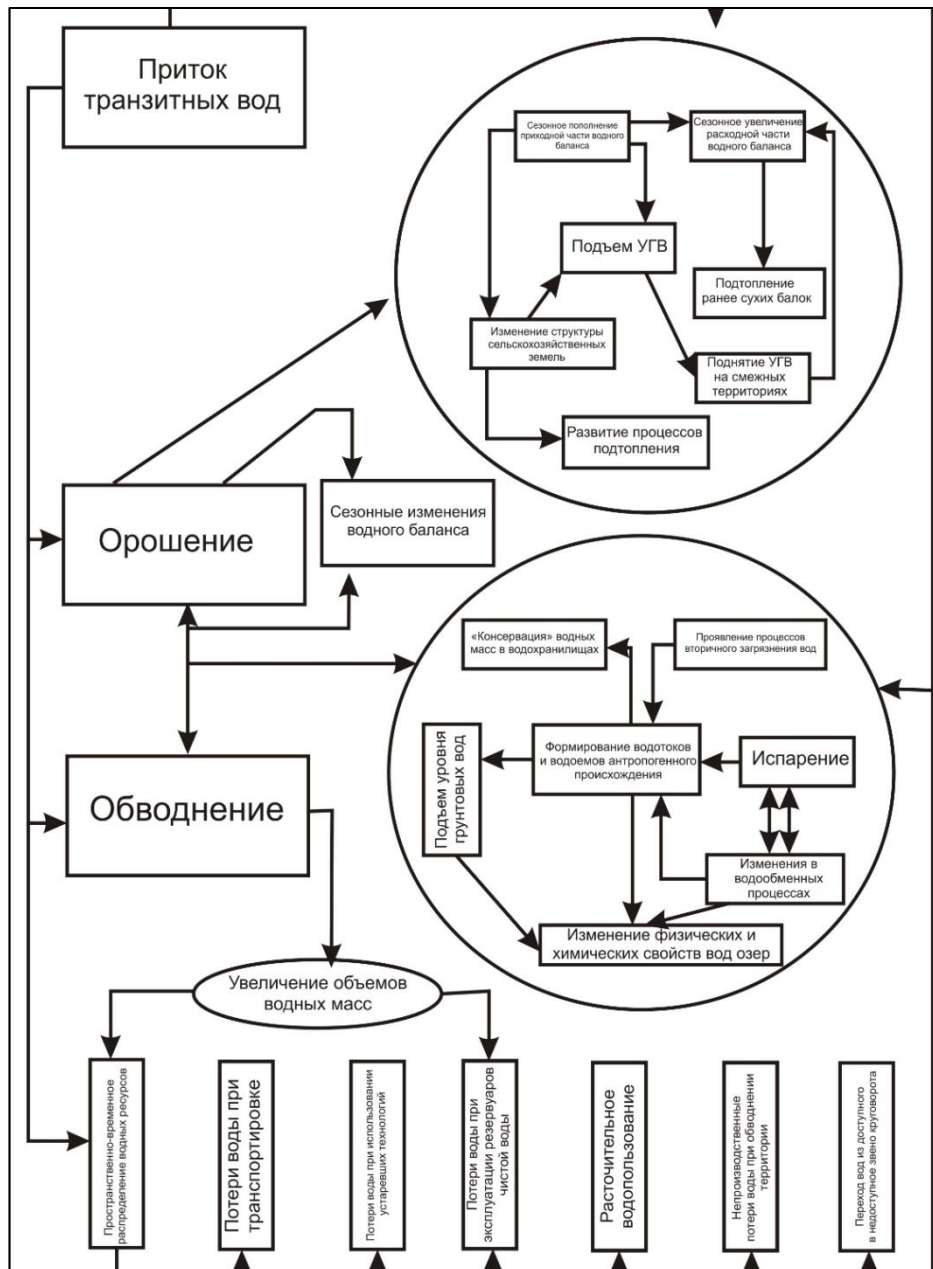 Приток
транзитных вод
Сезонное пополнение
приходной части водного
баланса
Сезонное увеличение
расходной части
водного баланса
Подъем УГВ
Подтопление
ранее сухих балок
Изменение структуры
сельскохозяйственных
земель
Поднятие УГВ
на смежных
территориях
Развитие процессов
подтопления
Орошение
Сезонные изменения
водного баланса
«Консервация» водных
масс в водохранилищах
Проявление процессов
вторичного загрязнения вод
Подъем уровня
грунтовых вод
Формирование водотоков
и водоемов антропогенного
происхождения
Испарение
Обводнение
Изменения в
водообменных
процессах
Изменение физических и
химических свойств вод озер
Увеличение объемов
водных масс
Пространственно-временное
распределение водных ресурсов
Потери воды при
транспортировке
Потери воды при использовании
устаревших технологий
Потери воды при
эксплуатации резервуаров
чистой воды
Расточительное
водопользование
Непроизводственные
потери воды при обводнении
территории
Переход вод из доступного
в недоступное звено круговорота